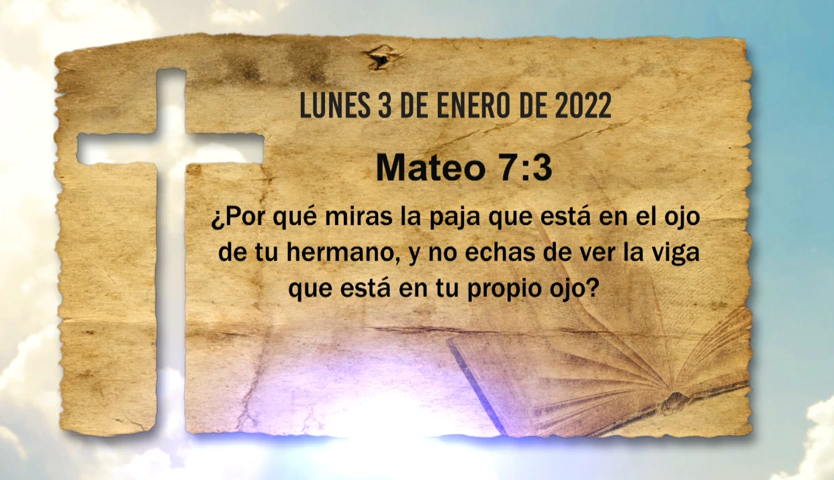 LUNES 3 DE ENERO DE 2022
Mateo 7:3
¿Por qué miras la paja que está en el ojo
de tu hermano, y no echas de ver la viga
que está en tu propio ojo?